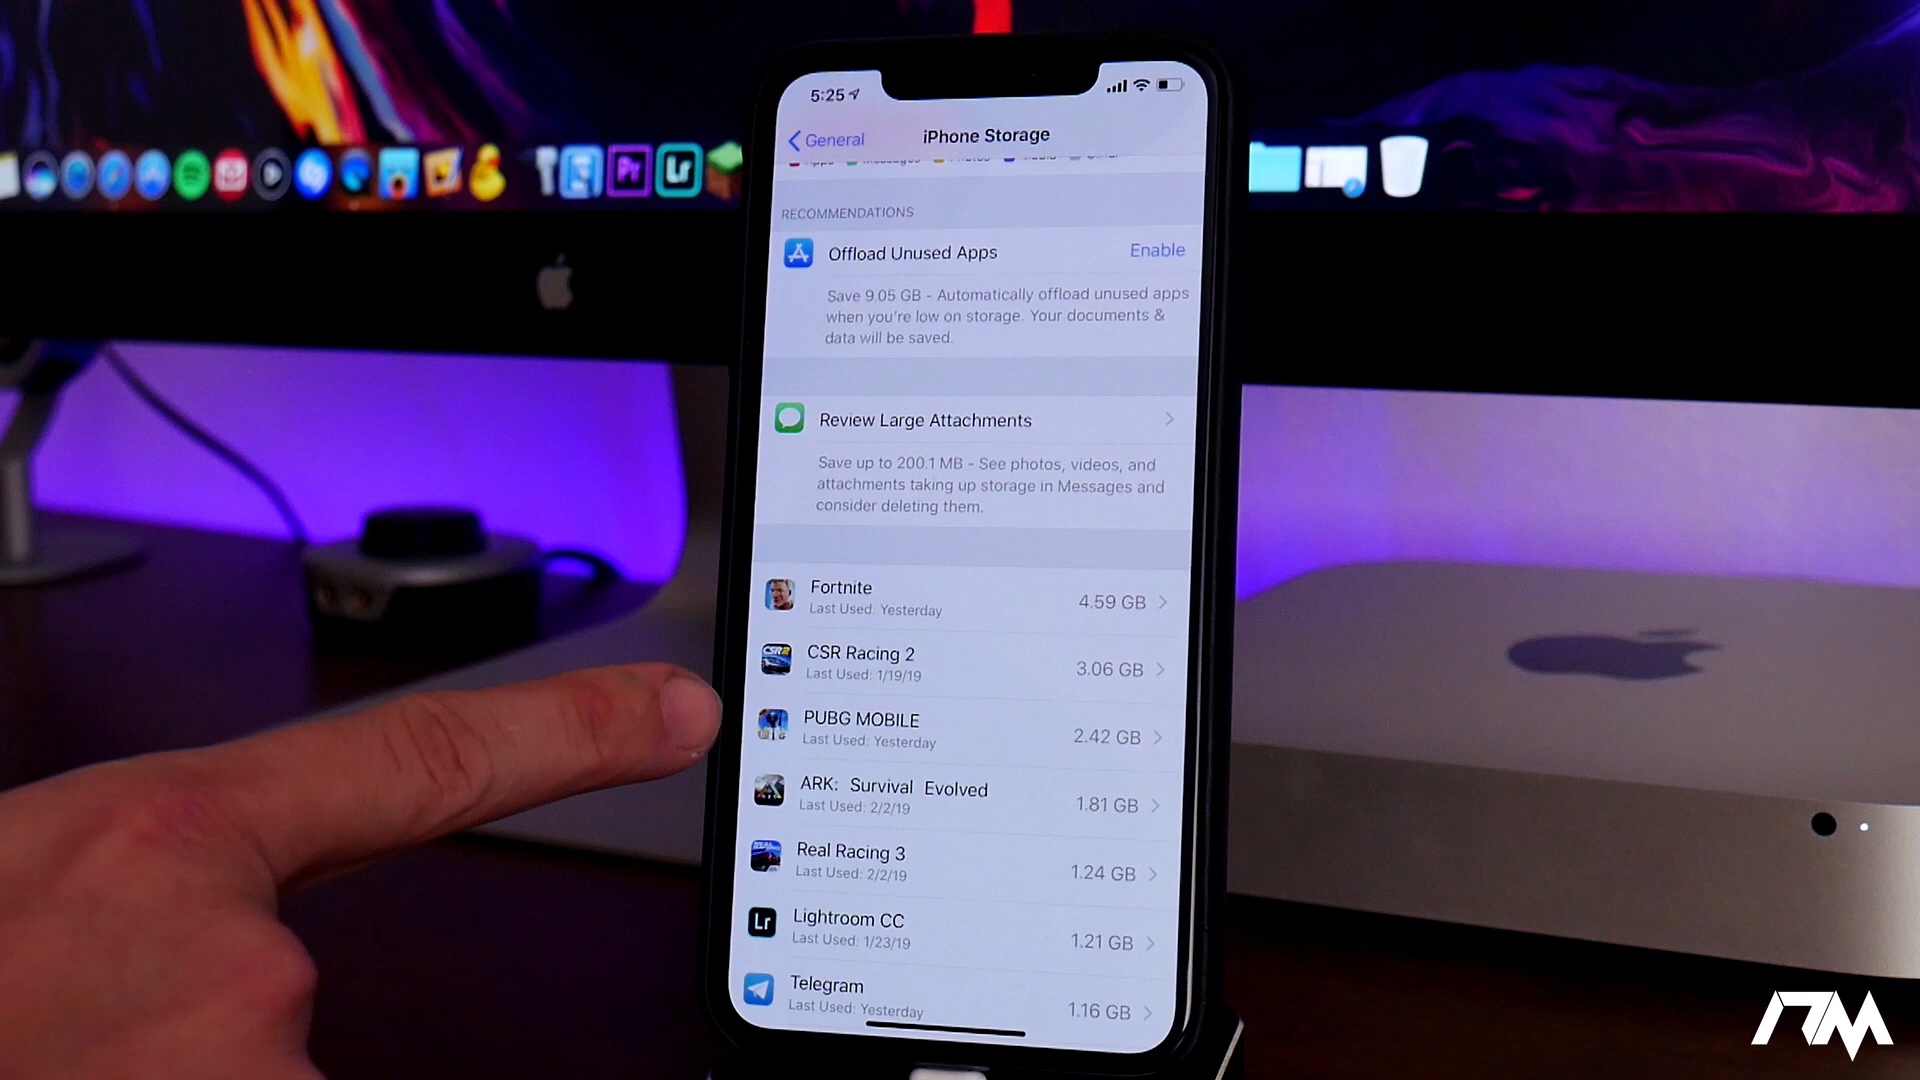 5:25
General
iPhone Storage
RECOMMENDATIONS
Offload Unused Apps
Enable
Save 9.05 GB - Automatically offload unused apps
when you're low on storage. Your documents &
data will be saved.
Review Large Attachments
Save up to 200.1 MB - See photos, videos, and
attachments taking up storage in Messages and
consider deleting them.
Fortnite
Last Used: Yesterday
4.59 GB
CSR Racing 2
Last Used: 1/19/19
3.06 GB
PUBG MOBILE
Last Used: Yesterday
2.42 GB
ARK: Survival Evolved
Last Used: 2/2/19
1.81 GB
Real Racing 3
Last Used: 2/2/19
1.24 GB
Lr
Lightroom CC
Last Used: 1/23/19
1.21 GB
Telegram
Last Used: Yesterday
1.16 GB
Pr
Lr